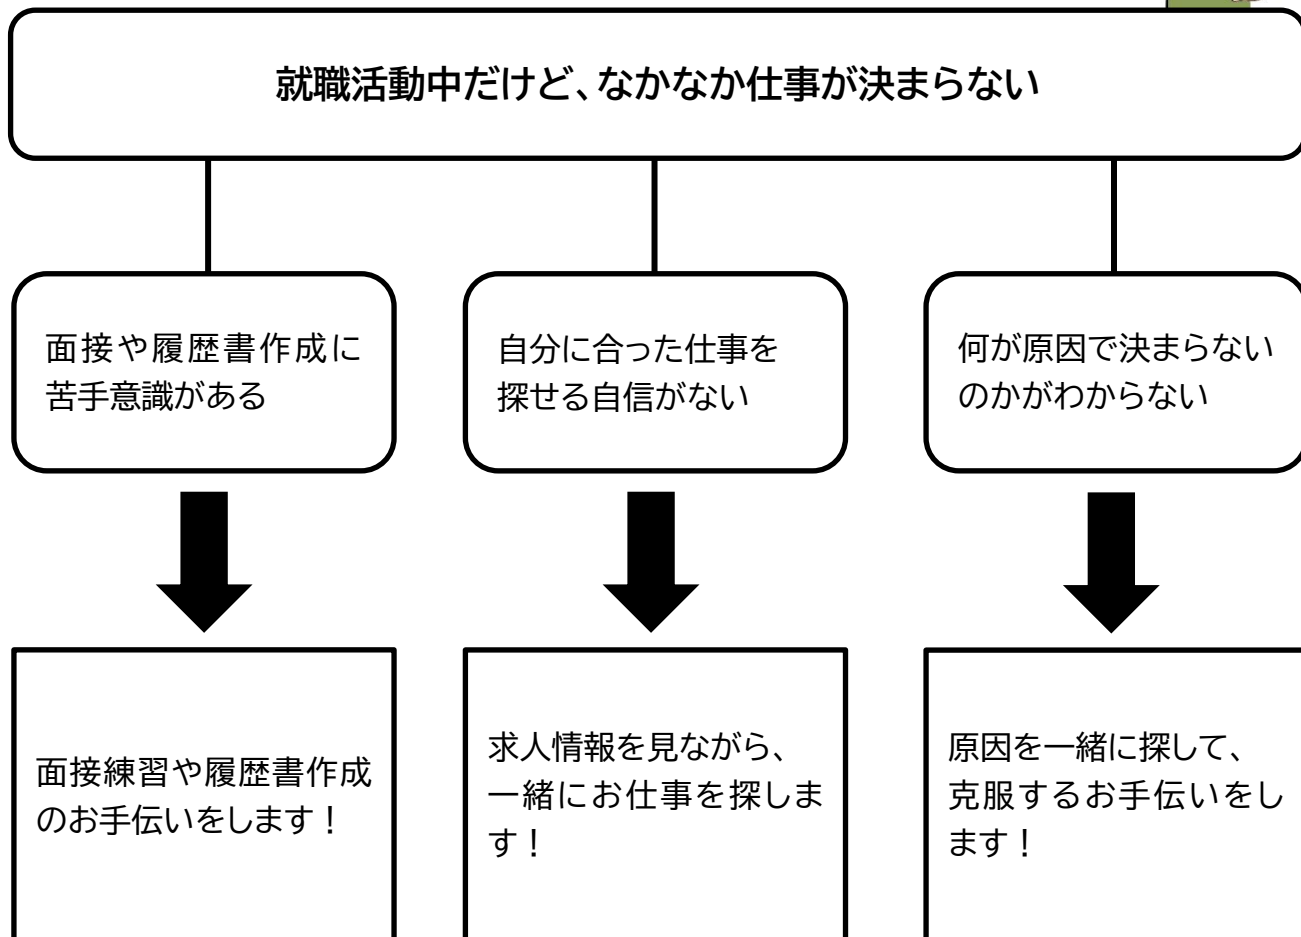 就職活動中だけど、なかなか仕事が決まらない
面接や履歴書作成に
苦手意識がある
自分に合った仕事を
探せる自信がない
何が原因で決まらない
のかがわからない
面接練習や履歴書作成
のお手伝いをします！
求人情報を見ながら、
一緒にお仕事を探しま
す！
原因を一緒に探して、
克服するお手伝いをし
ます！